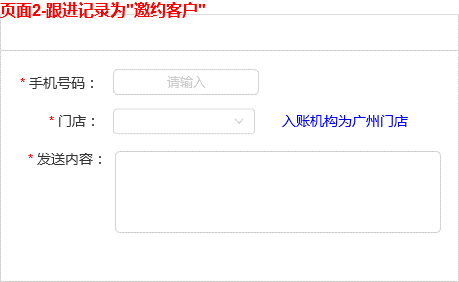 页面2-跟进记录为"邀约客户"
* 手机号码： 请输入
* 门店： 入账机构为广州门店
* 发送内容：